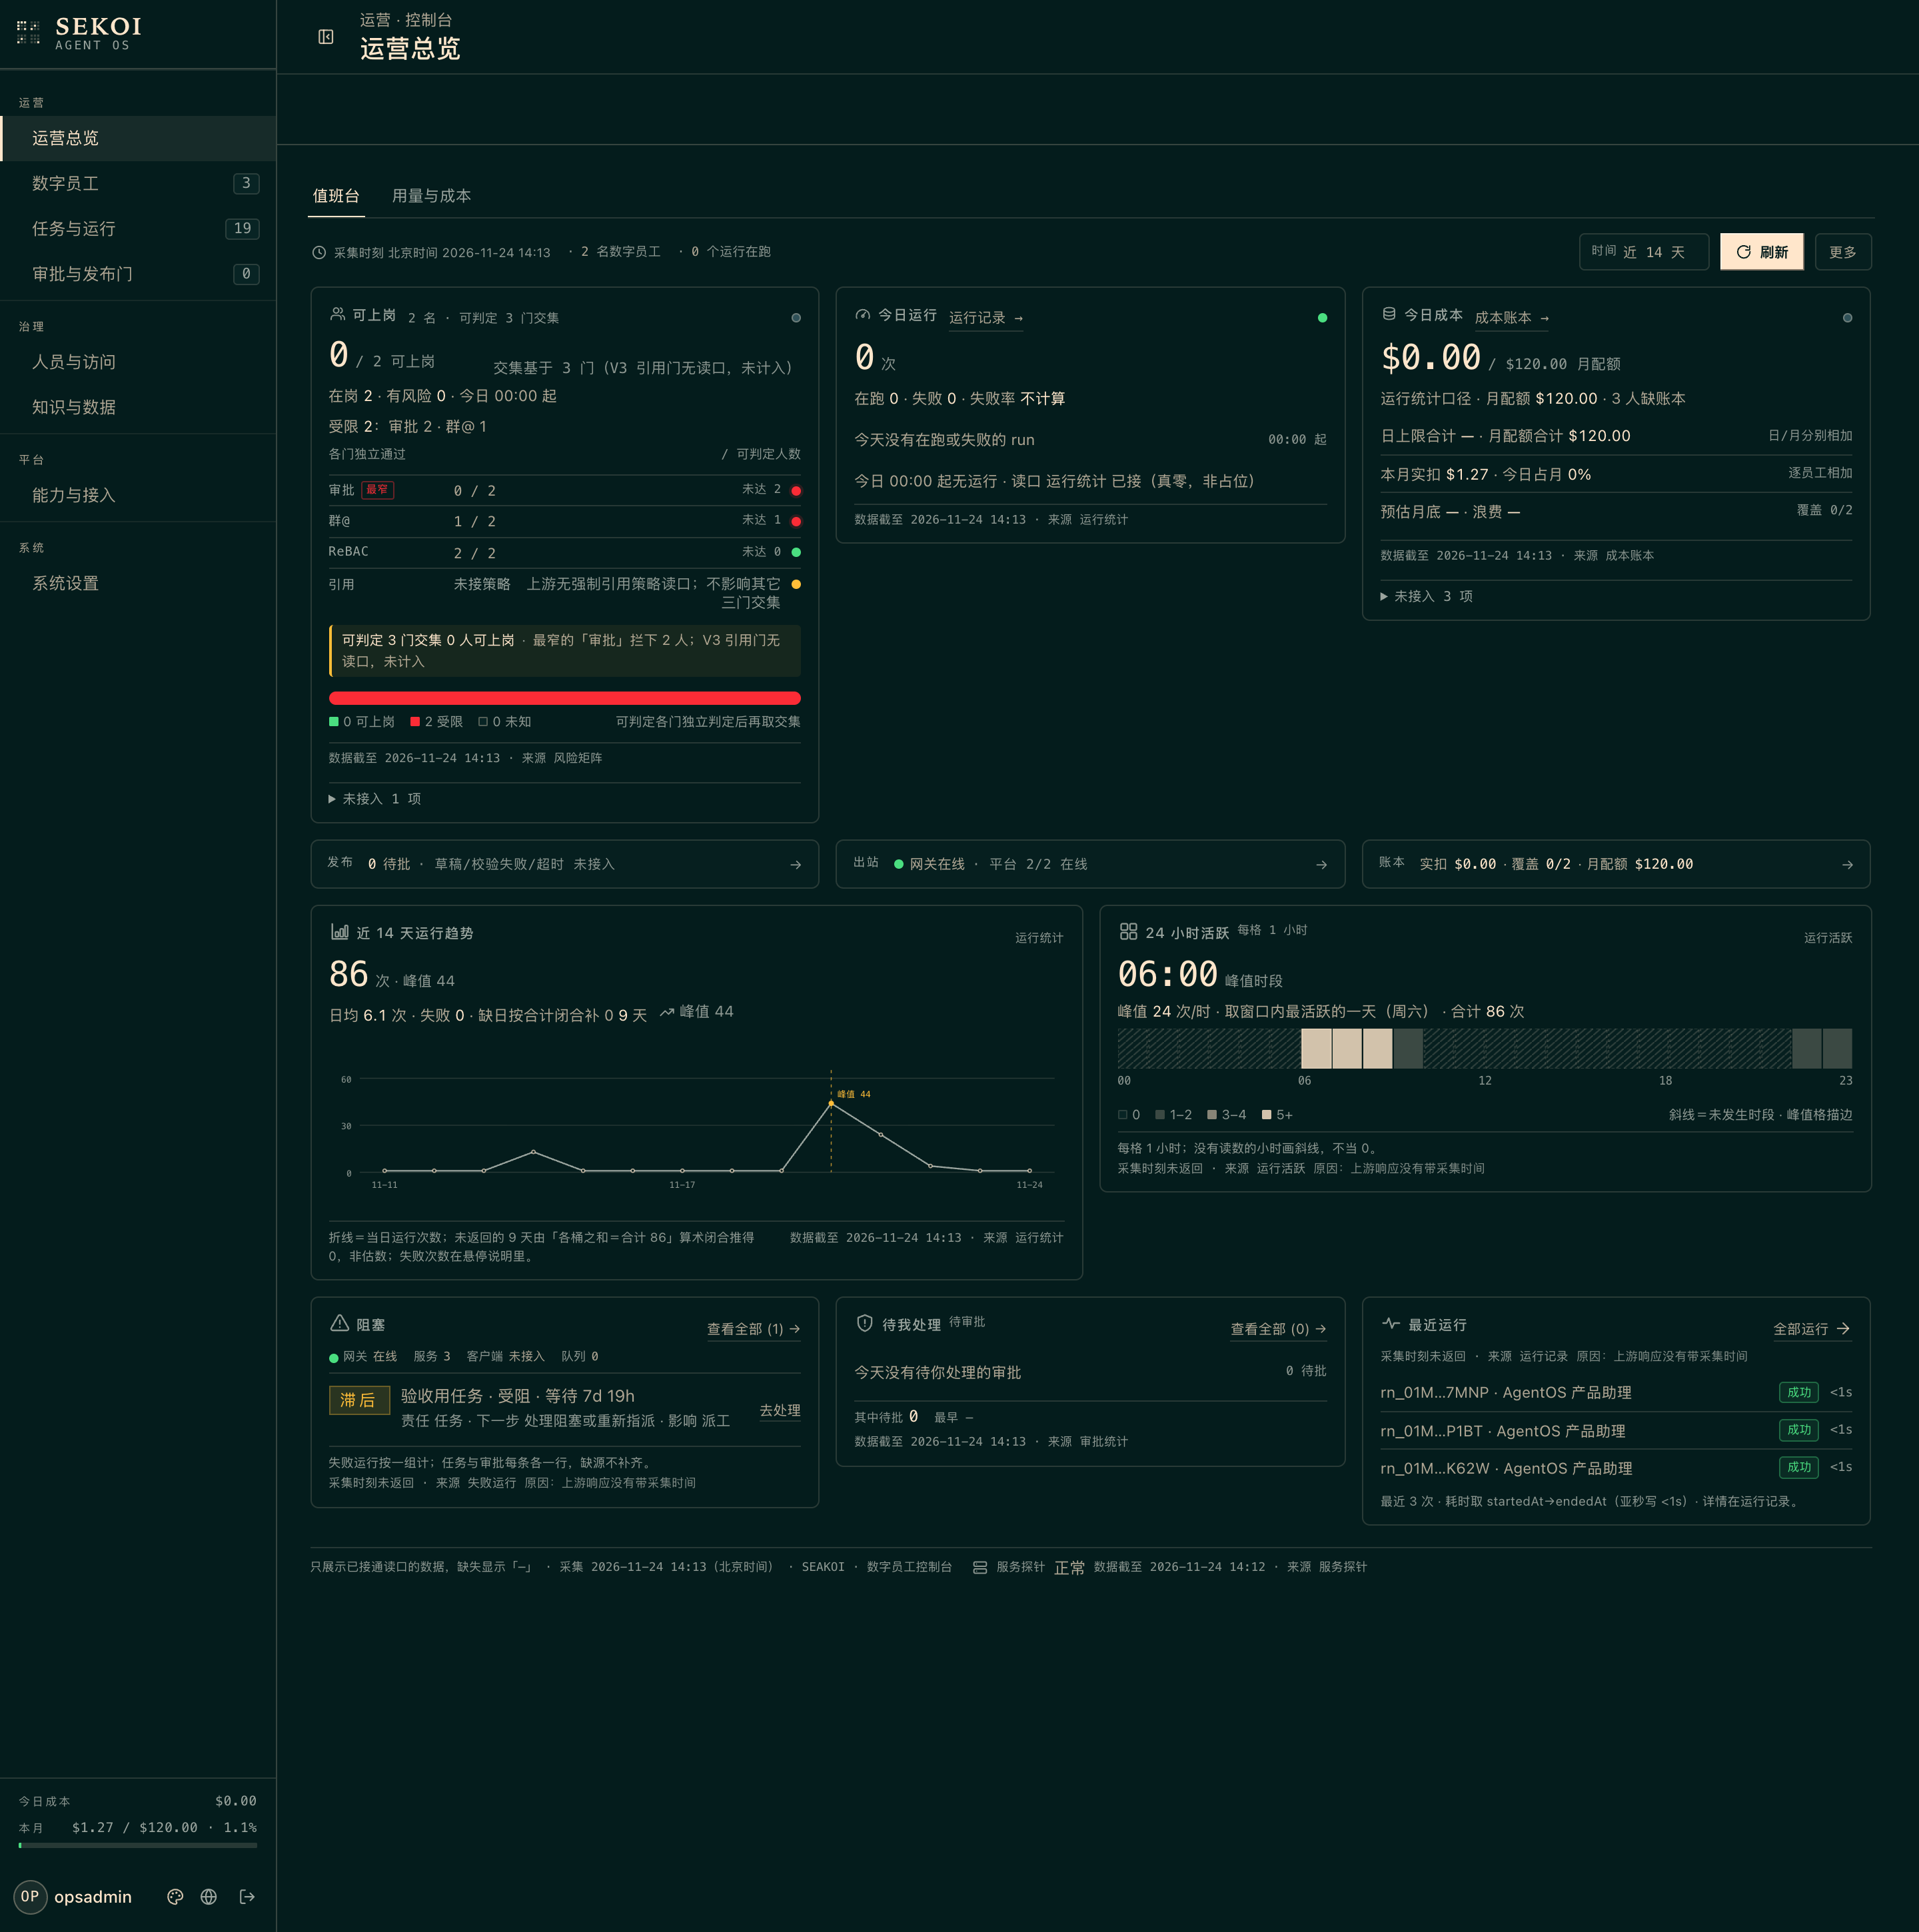 SEKOI
AGENT OS
运营
运营总览
数字员工 3
任务与运行 19
审批与发布门 0
治理
人员与访问
知识与数据
平台
能力与接入
系统
系统设置
今日成本 $0.00
本月 $1.27 / $120.00 · 1.1%
OP opsadmin
运营 · 控制台
运营总览
值班台 用量与成本
采集时刻 北京时间 2026-11-24 14:13 · 2 名数字员工 · 0 个运行在跑
时间 近 14 天 刷新 更多
可上岗 2 名 · 可判定 3 门交集
0 / 2 可上岗 交集基于 3 门（V3 引用门无读口，未计入）
在岗 2 · 有风险 0 · 今日 00:00 起
受限 2：审批 2 · 群@ 1
各门独立通过 / 可判定人数
审批 最窄 0 / 2 未达 2
群@ 1 / 2 未达 1
ReBAC 2 / 2 未达 0
引用 未接策略 上游无强制引用策略读口；不影响其它
三门交集
可判定 3 门交集 0 人可上岗 · 最窄的「审批」拦下 2 人；V3 引用门无
读口，未计入
0 可上岗 2 受限 0 未知 可判定各门独立判定后再取交集
数据截至 2026-11-24 14:13 · 来源 风险矩阵
未接入 1 项
今日运行 运行记录 →
0 次
在跑 0 · 失败 0 · 失败率 不计算
今天没有在跑或失败的 run 00:00 起
今日 00:00 起无运行 · 读口 运行统计 已接（真零，非占位）
数据截至 2026-11-24 14:13 · 来源 运行统计
今日成本 成本账本 →
$0.00 / $120.00 月配额
运行统计口径 · 月配额 $120.00 · 3 人缺账本
日上限合计 — · 月配额合计 $120.00 日/月分别相加
本月实扣 $1.27 · 今日占月 0% 逐员工相加
预估月底 — · 浪费 — 覆盖 0/2
数据截至 2026-11-24 14:13 · 来源 成本账本
未接入 3 项
发布 0 待批 · 草稿/校验失败/超时 未接入 →
出站 网关在线 · 平台 2/2 在线 →
账本 实扣 $0.00 · 覆盖 0/2 · 月配额 $120.00 →
近 14 天运行趋势 运行统计
86 次 · 峰值 44
日均 6.1 次 · 失败 0 · 缺日按合计闭合补 0 9 天 峰值 44
60
30
0
峰值 44
11-11 11-17 11-24
折线＝当日运行次数；未返回的 9 天由「各桶之和＝合计 86」算术闭合推得
0，非估数；失败次数在悬停说明里。
数据截至 2026-11-24 14:13 · 来源 运行统计
24 小时活跃 每格 1 小时 运行活跃
06:00 峰值时段
峰值 24 次/时 · 取窗口内最活跃的一天（周六） · 合计 86 次
00 06 12 18 23
0 1–2 3–4 5+ 斜线＝未发生时段 · 峰值格描边
每格 1 小时；没有读数的小时画斜线，不当 0。
采集时刻未返回 · 来源 运行活跃 原因：上游响应没有带采集时间
阻塞 查看全部 (1) →
网关 在线 服务 3 客户端 未接入 队列 0
滞后 验收用任务 · 受阻 · 等待 7d 19h
责任 任务 · 下一步 处理阻塞或重新指派 · 影响 派工 去处理
失败运行按一组计；任务与审批每条各一行，缺源不补齐。
采集时刻未返回 · 来源 失败运行 原因：上游响应没有带采集时间
待我处理 待审批 查看全部 (0) →
今天没有待你处理的审批 0 待批
其中待批 0 最早 —
数据截至 2026-11-24 14:13 · 来源 审批统计
最近运行 全部运行 →
采集时刻未返回 · 来源 运行记录 原因：上游响应没有带采集时间
rn_01M…7MNP · AgentOS 产品助理 成功 <1s
rn_01M…P1BT · AgentOS 产品助理 成功 <1s
rn_01M…K62W · AgentOS 产品助理 成功 <1s
最近 3 次 · 耗时取 startedAt→endedAt（亚秒写 <1s）· 详情在运行记录。
只展示已接通读口的数据，缺失显示「—」 · 采集 2026-11-24 14:13（北京时间） · SEAKOI · 数字员工控制台 服务探针 正常 数据截至 2026-11-24 14:12 · 来源 服务探针